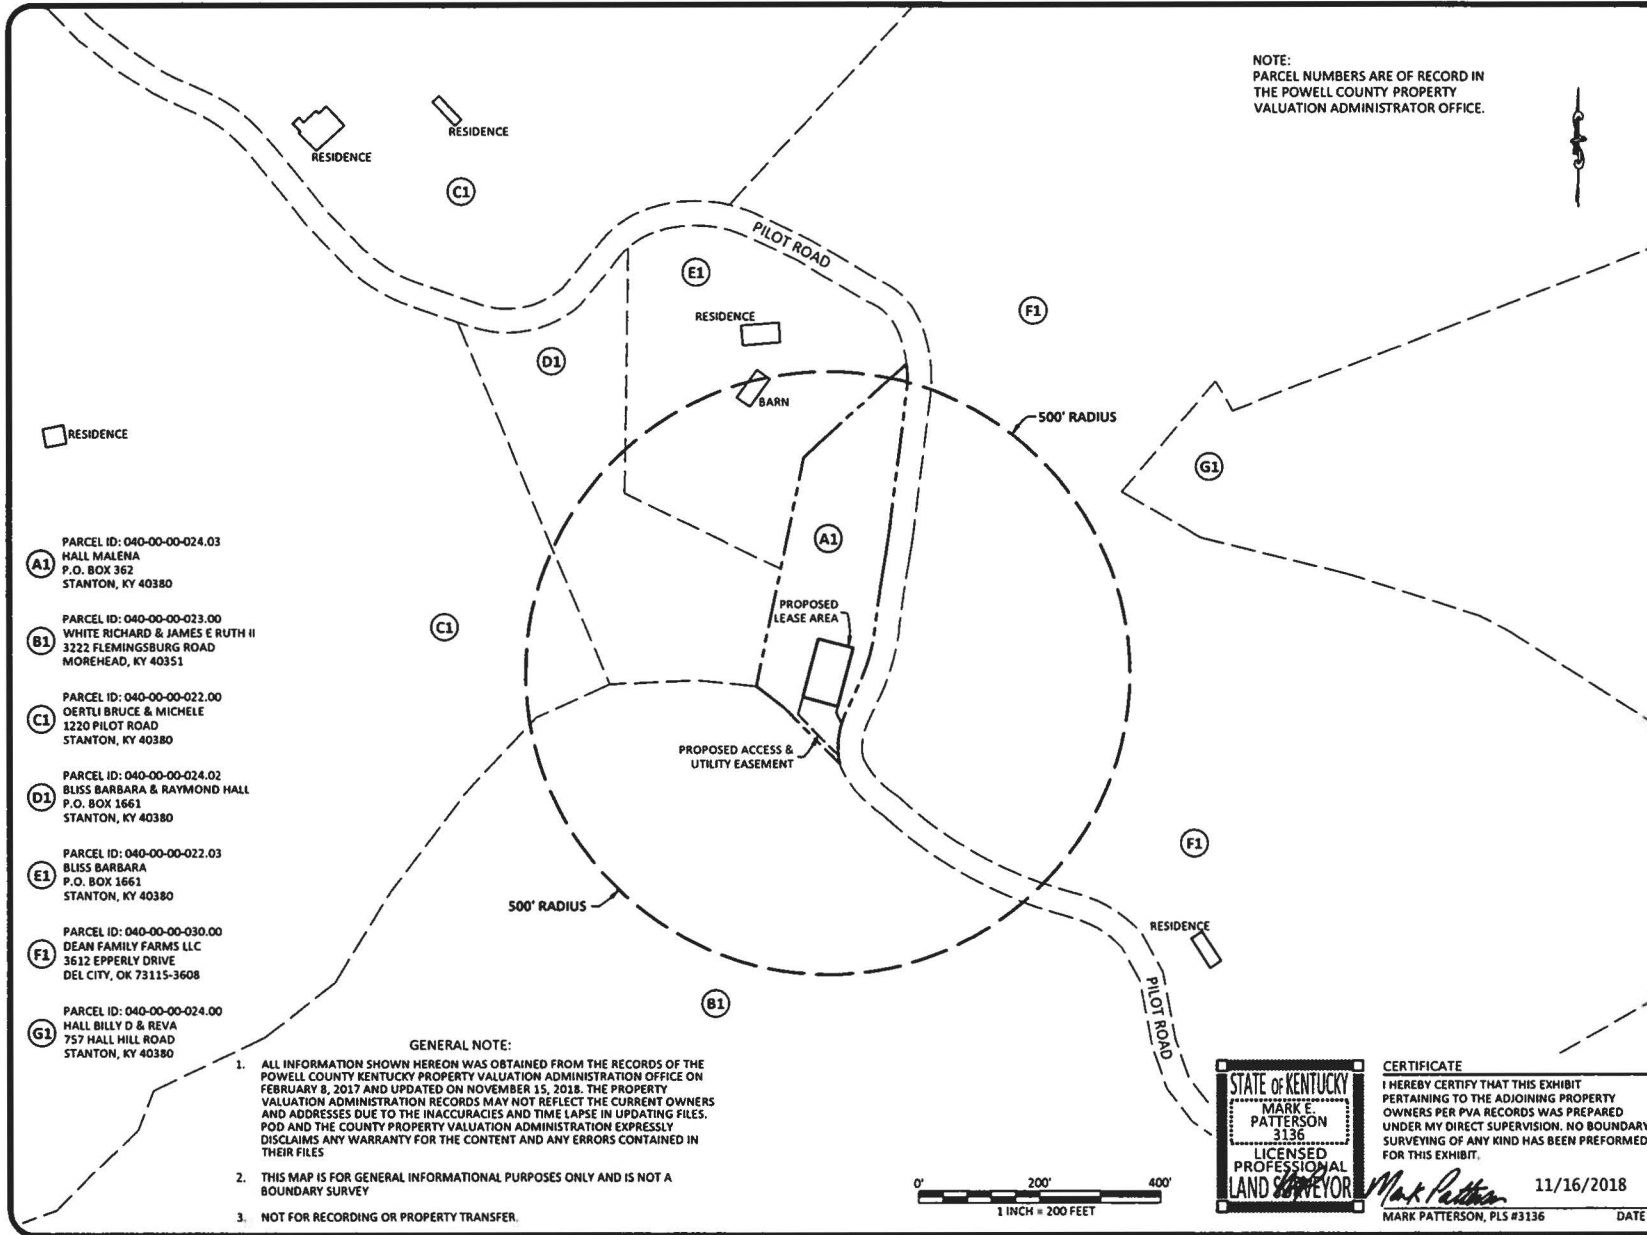 NOTE:
PARCEL NUMBERS ARE OF RECORD IN
THE POWELL COUNTY PROPERTY
VALUATION ADMINISTRATOR OFFICE.
RESIDENCE
RESIDENCE
C1
PILOT ROAD
E1
RESIDENCE
F1
D1
BARN
500' RADIUS
RESIDENCE
G1
A1
PROPOSED
LEASE AREA
C1
PROPOSED ACCESS &
UTILITY EASEMENT
F1
500' RADIUS
RESIDENCE
B1
PILOT ROAD
A1
PARCEL ID: 040-00-00-024.03
HALL MALENA
P.O. BOX 362
STANTON, KY 40380
B1
PARCEL ID: 040-00-00-023.00
WHITE RICHARD & JAMES E RUTH II
3222 FLEMINGSBURG ROAD
MOREHEAD, KY 40351
C1
PARCEL ID: 040-00-00-022.00
OERTLI BRUCE & MICHELE
1220 PILOT ROAD
STANTON, KY 40380
D1
PARCEL ID: 040-00-00-024.02
BLISS BARBARA & RAYMOND HALL
P.O. BOX 1661
STANTON, KY 40380
E1
PARCEL ID: 040-00-00-022.03
BLISS BARBARA
P.O. BOX 1661
STANTON, KY 40380
F1
PARCEL ID: 040-00-00-030.00
DEAN FAMILY FARMS LLC
3612 EPPERLY DRIVE
DEL CITY, OK 73115-3608
G1
PARCEL ID: 040-00-00-024.00
HALL BILLY D & REVA
757 HALL HILL ROAD
STANTON, KY 40380
GENERAL NOTE:
1. ALL INFORMATION SHOWN HEREON WAS OBTAINED FROM THE RECORDS OF THE
POWELL COUNTY KENTUCKY PROPERTY VALUATION ADMINISTRATION OFFICE ON
FEBRUARY 8, 2017 AND UPDATED ON NOVEMBER 15, 2018. THE PROPERTY
VALUATION ADMINISTRATION RECORDS MAY NOT REFLECT THE CURRENT OWNERS
AND ADDRESSES DUE TO THE INACCURACIES AND TIME LAPSE IN UPDATING FILES.
POD AND THE COUNTY PROPERTY VALUATION ADMINISTRATION EXPRESSLY
DISCLAIMS ANY WARRANTY FOR THE CONTENT AND ANY ERRORS CONTAINED IN
THEIR FILES
2. THIS MAP IS FOR GENERAL INFORMATIONAL PURPOSES ONLY AND IS NOT A
BOUNDARY SURVEY
3. NOT FOR RECORDING OR PROPERTY TRANSFER.
0' 200' 400'
1 INCH = 200 FEET
STATE OF KENTUCKY
MARK E.
PATTERSON
3136
LICENSED
PROFESSIONAL
LAND SURVEYOR
CERTIFICATE
I HEREBY CERTIFY THAT THIS EXHIBIT
PERTAINING TO THE ADJOINING PROPERTY
OWNERS PER PVA RECORDS WAS PREPARED
UNDER MY DIRECT SUPERVISION. NO BOUNDARY
SURVEYING OF ANY KIND HAS BEEN PREFORMED
FOR THIS EXHIBIT.
Mark Patterson 11/16/2018
MARK PATTERSON, PLS #3136 DATE